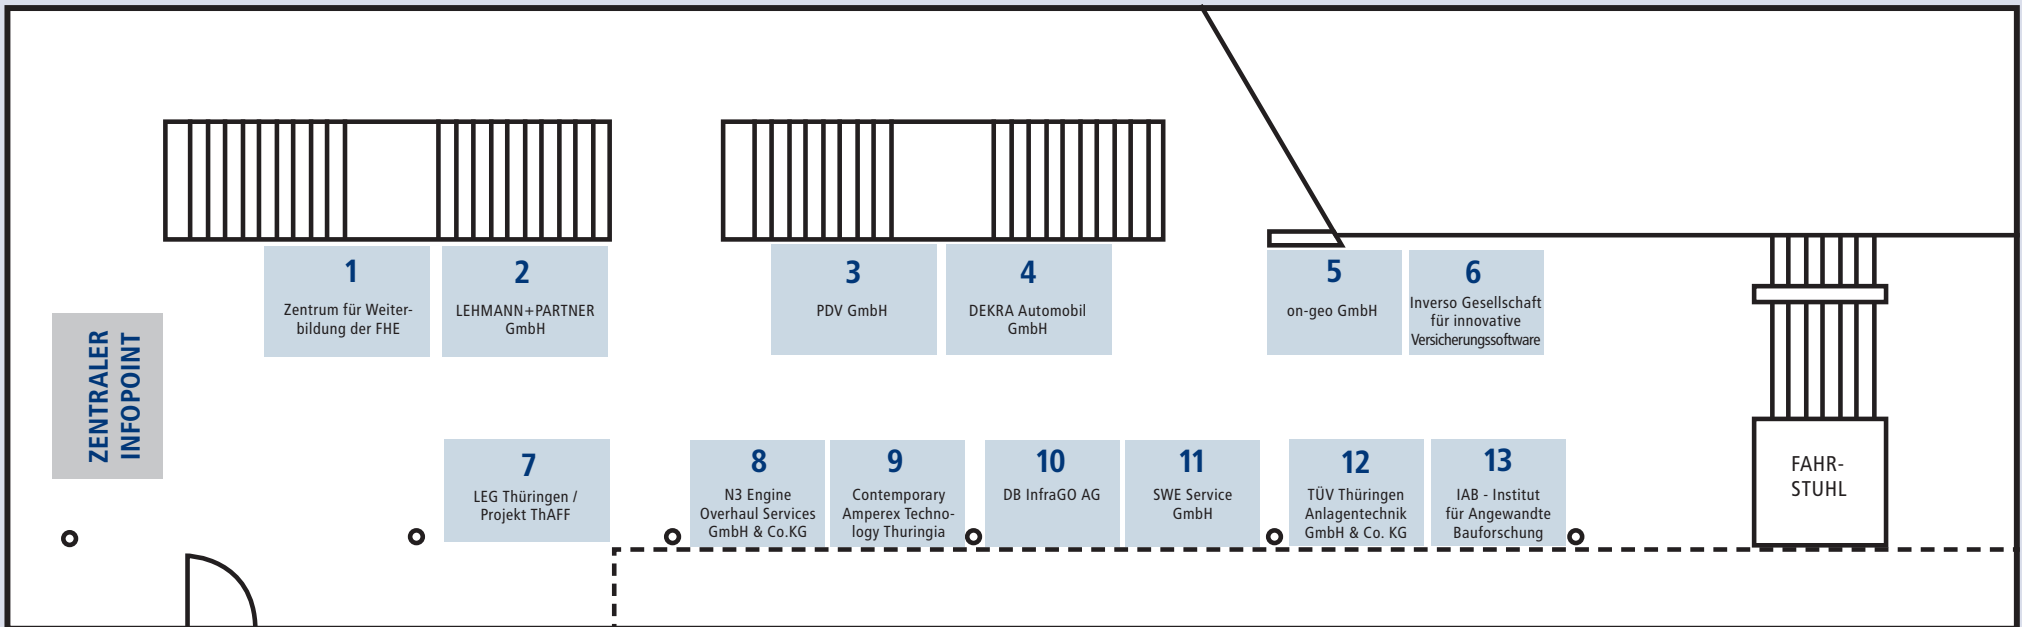 1
Zentrum für Weiter-
bildung der FHE
2
LEHMANN+PARTNER
GmbH
3
PDV GmbH
4
DEKRA Automobil
GmbH
5
on-geo GmbH
6
Inverso Gesellschaft
für innovative
Versicherungssoftware
ZENTRALER
INFOPOINT
7
LEG Thüringen /
Projekt ThAFF
8
N3 Engine
Overhaul Services
GmbH & Co.KG
9
Contemporary
Amperex Techno-
logy Thuringia
10
DB InfraGO AG
11
SWE Service
GmbH
12
TÜV Thüringen
Anlagentechnik
GmbH & Co. KG
13
IAB - Institut
für Angewandte
Bauforschung
FAHR-
STUHL